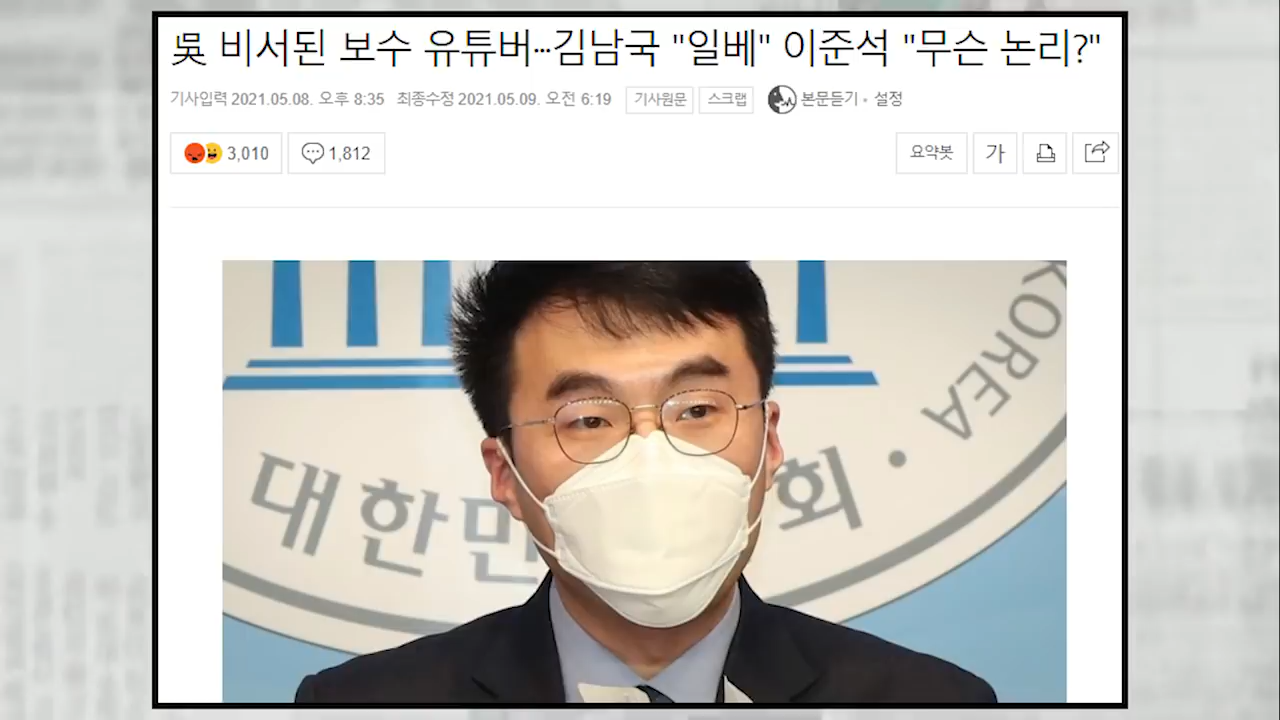 吳 비서된 보수 유튜버…김남국 "일베" 이준석 "무슨 논리?"
기사입력 2021.05.08. 오후 8:35 최종수정 2021.05.09. 오전 6:19 기사원문 스크랩 본문듣기 · 설정
3,010 1,812 요약봇 가
KOREA
대한민 회 ·